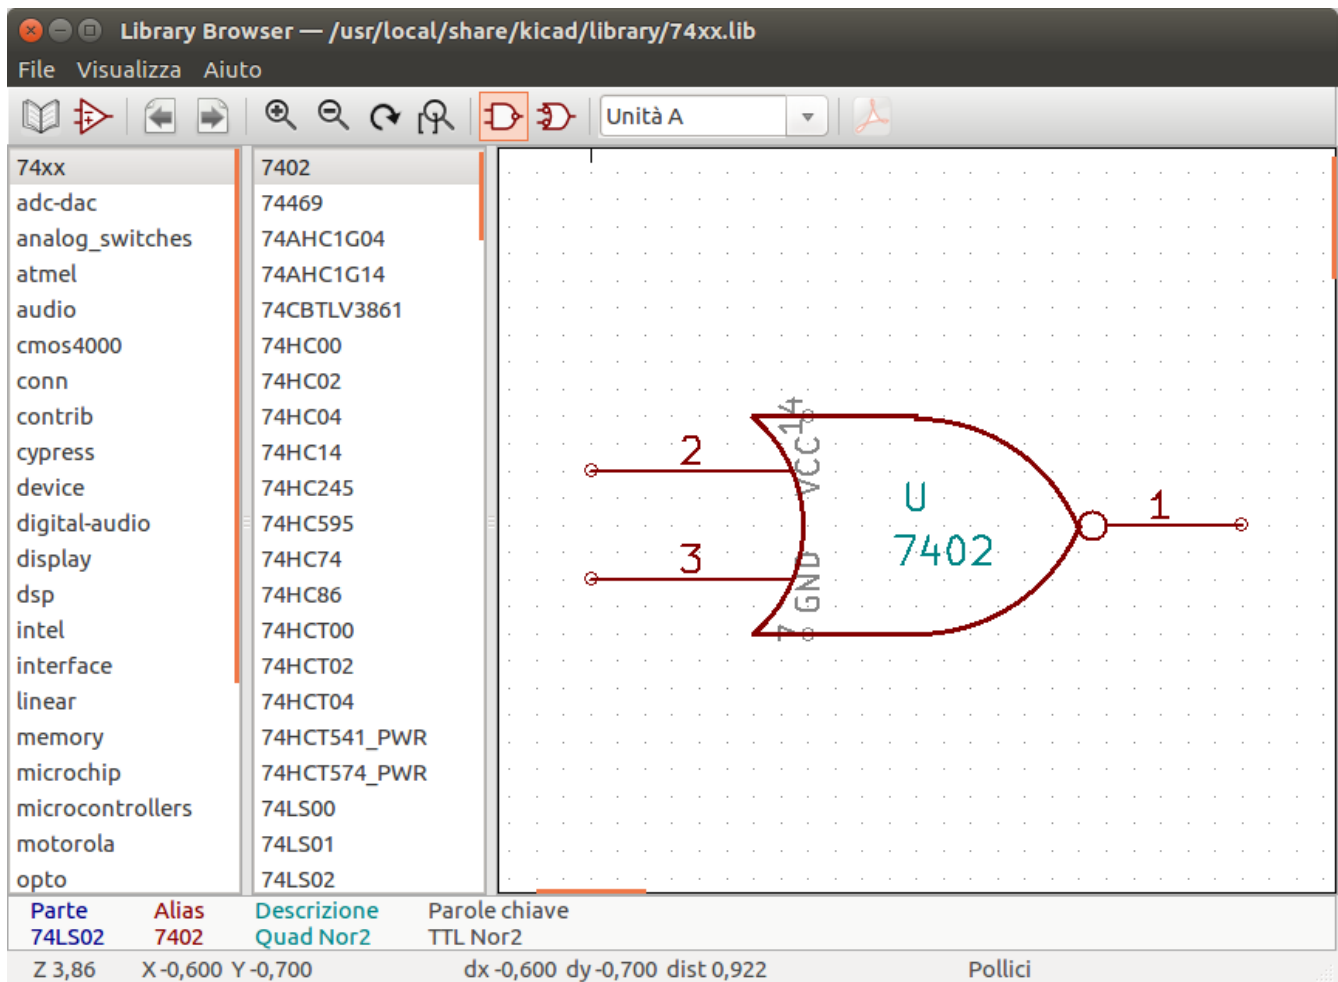 Library Browser — /usr/local/share/kicad/library/74xx.lib
File Visualizza Aiuto
Unità A
74xx
adc-dac
analog_switches
atmel
audio
cmos4000
conn
contrib
cypress
device
digital-audio
display
dsp
intel
interface
linear
memory
microchip
microcontrollers
motorola
opto
7402
74469
74AHC1G04
74AHC1G14
74CBTLV3861
74HC00
74HC02
74HC04
74HC14
74HC245
74HC595
74HC74
74HC86
74HCT00
74HCT02
74HCT04
74HCT541_PWR
74HCT574_PWR
74LS00
74LS01
74LS02
14
VCC
2
U
1
7402
3
GND
7
Parte Alias Descrizione Parole chiave
74LS02 7402 Quad Nor2 TTL Nor2
Z 3,86 X -0,600 Y -0,700 dx -0,600 dy -0,700 dist 0,922 Pollici